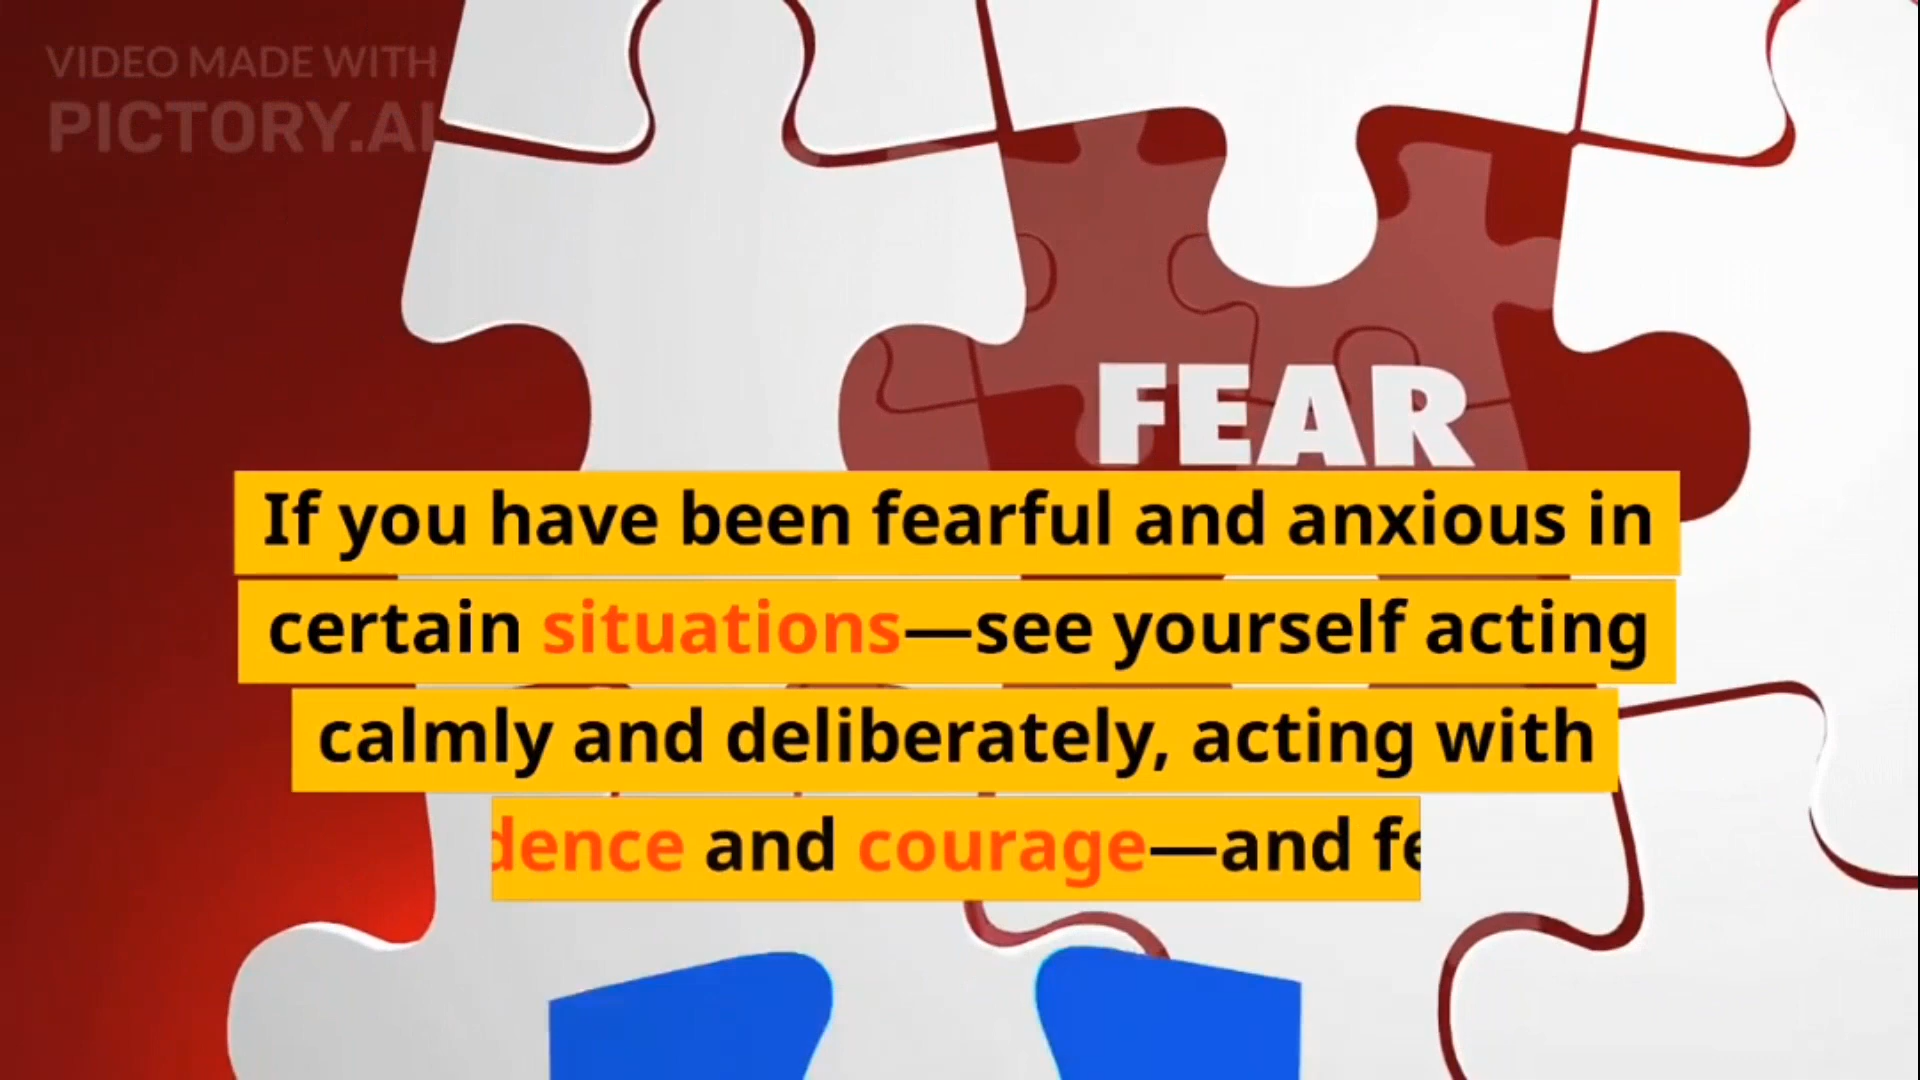 VIDEO MADE WITH
PICTORY.AI
FEAR
If you have been fearful and anxious in
certain situations—see yourself acting
calmly and deliberately, acting with
and courage—and